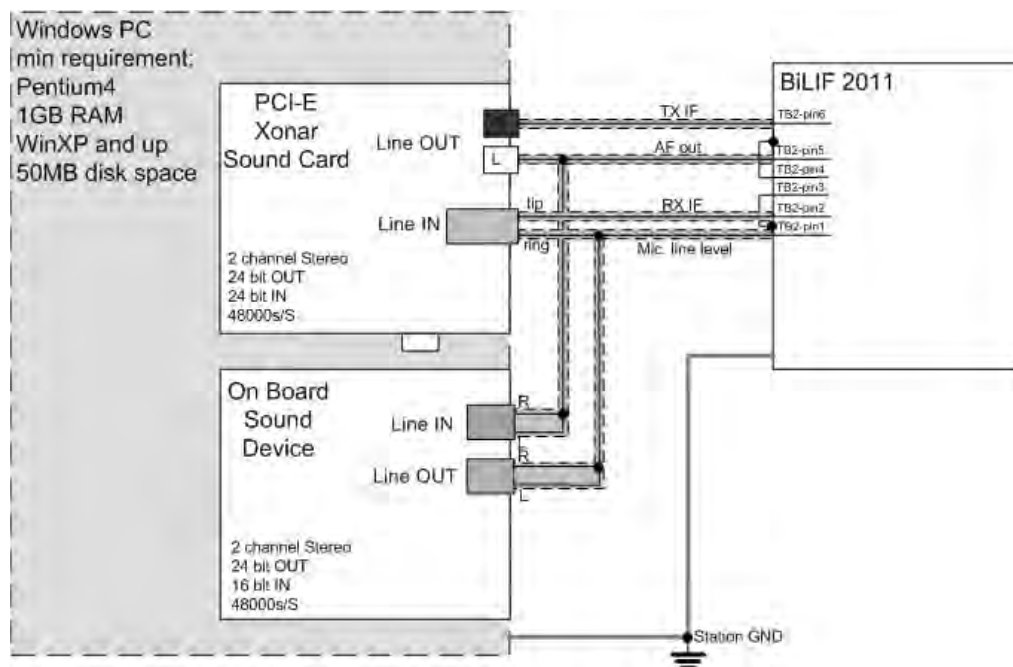 Windows PC
min requirement:
Pentium4
1GB RAM
WinXP and up
50MB disk space
PCI-E
Xonar
Sound Card
Line OUT
L
Line IN
2 channel Stereo
24 bit OUT
24 bit IN
48000s/S
TX IF
AF out
tip
RX IF
ring
Mic. line level
BiLIF 2011
TB2-pin6
TB2-pin5
TB2-pin4
TB2-pin3
TB2-pin2
TB2-pin1
On Board
Sound
Device
Line IN
R
Line OUT
R
L
2 channel Stereo
24 bit OUT
16 bit IN
48000s/S
Station GND